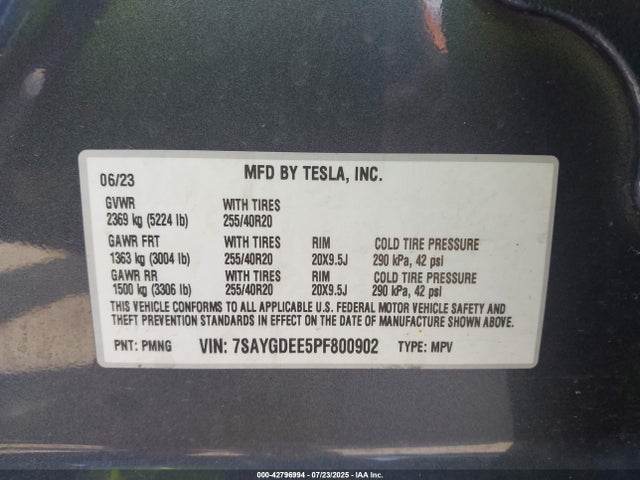 MFD BY TESLA, INC.
06/23
GVWR WITH TIRES
2369 kg (5224 lb) 255/40R20
GAWR FRT WITH TIRES RIM COLD TIRE PRESSURE
1363 kg (3004 lb) 255/40R20 20X9.5J 290 kPa, 42 psi
GAWR RR WITH TIRES RIM COLD TIRE PRESSURE
1500 kg (3306 lb) 255/40R20 20X9.5J 290 kPa, 42 psi
THIS VEHICLE CONFORMS TO ALL APPLICABLE U.S. FEDERAL MOTOR VEHICLE SAFETY AND
THEFT PREVENTION STANDARDS IN EFFECT ON THE DATE OF MANUFACTURE SHOWN ABOVE.
PNT: PMNG VIN: 7SAYGDEE5PF800902 TYPE: MPV
000-42796994 - 07/23/2025 - IAA Inc.